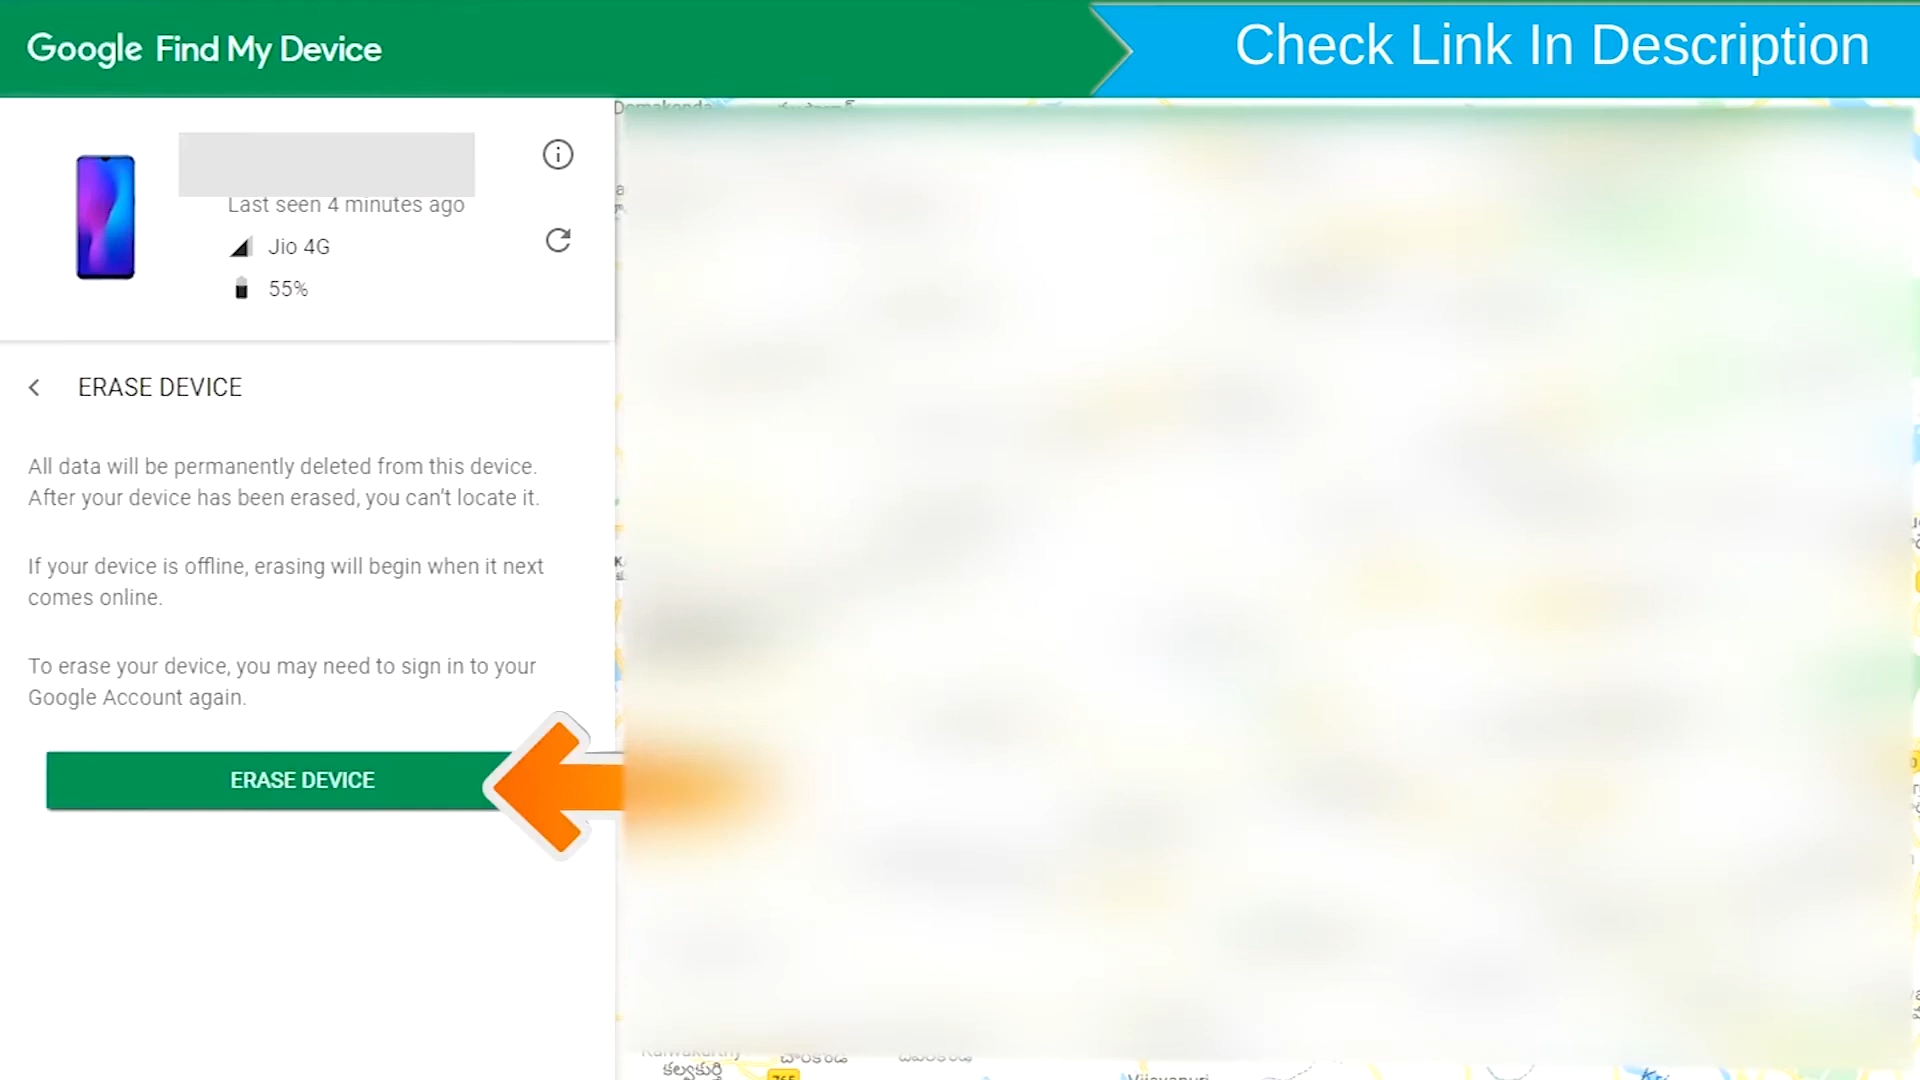 Google Find My Device
Check Link In Description
Last seen 4 minutes ago
Jio 4G
55%
ERASE DEVICE
All data will be permanently deleted from this device.
After your device has been erased, you can't locate it.
If your device is offline, erasing will begin when it next
comes online.
To erase your device, you may need to sign in to your
Google Account again.
ERASE DEVICE
కల్వకుర్తి
765